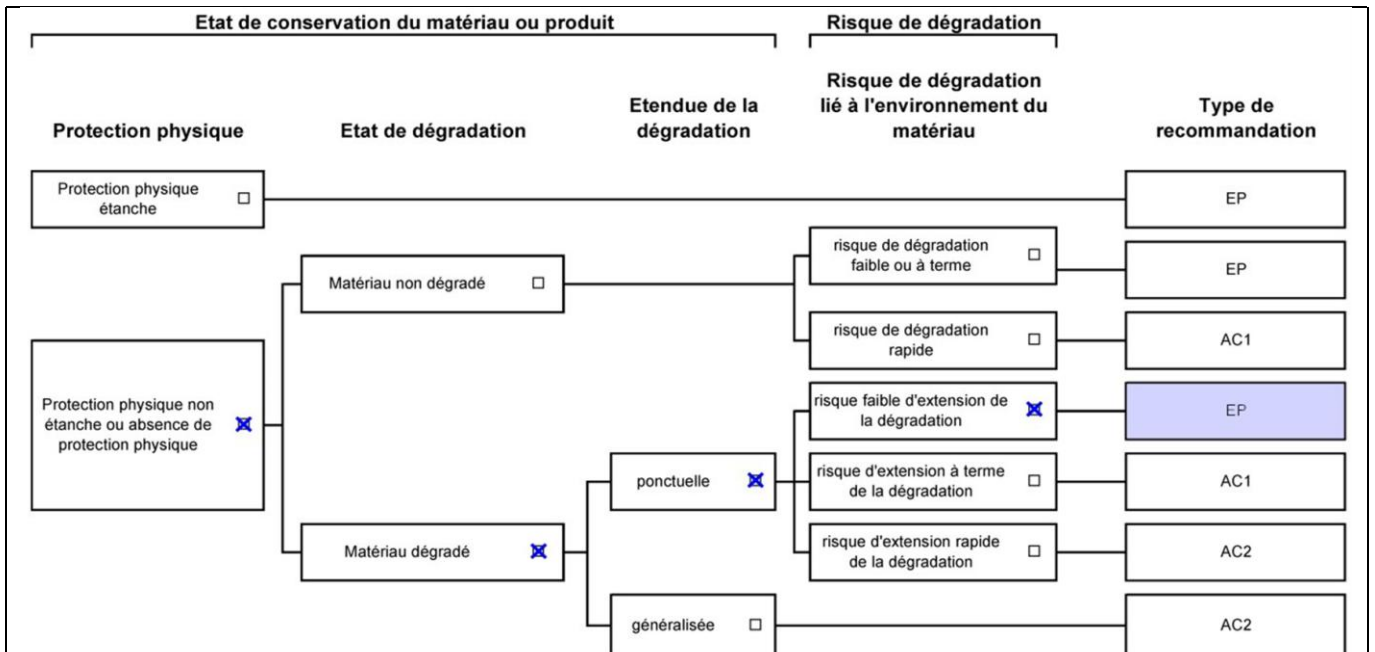 Etat de conservation du matériau ou produit
Risque de dégradation
Protection physique
Etat de dégradation
Etendue de la
dégradation
Risque de dégradation
lié à l'environnement du
matériau
Type de
recommandation
Protection physique
étanche
EP
risque de dégradation
faible ou à terme
EP
Matériau non dégradé
risque de dégradation
rapide
AC1
Protection physique non
étanche ou absence de
protection physique
risque faible d'extension de
la dégradation
EP
ponctuelle
risque d'extension à terme
de la dégradation
AC1
Matériau dégradé
risque d'extension rapide
de la dégradation
AC2
généralisée
AC2